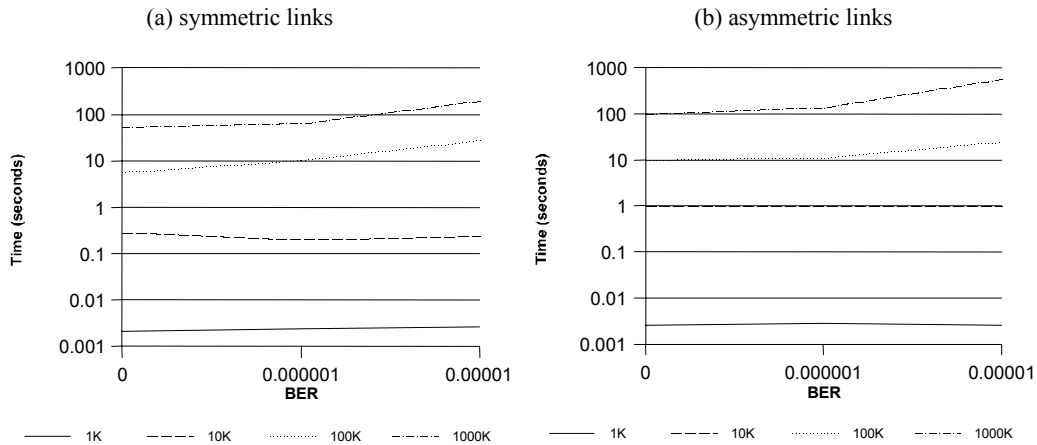 (a) symmetric links
1000
100
10
1
0.1
0.01
0.001
Time (seconds)
0 0.000001 0.00001
BER
1K 10K 100K 1000K
(b) asymmetric links
1000
100
10
1
0.1
0.01
0.001
Time (seconds)
0 0.000001 0.00001
BER
1K 10K 100K 1000K